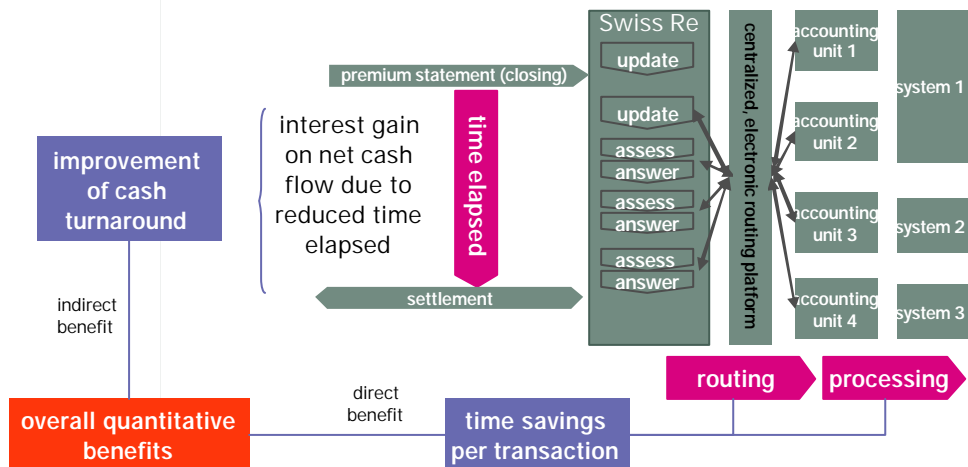 Swiss Re
update
update
assess
answer
assess
answer
assess
answer
premium statement (closing)
time elapsed
settlement
interest gain
on net cash
flow due to
reduced time
elapsed
improvement
of cash
turnaround
indirect
benefit
overall quantitative
benefits
direct
benefit
time savings
per transaction
centralized, electronic routing platform
accounting
unit 1
accounting
unit 2
accounting
unit 3
accounting
unit 4
system 1
system 2
system 3
routing
processing